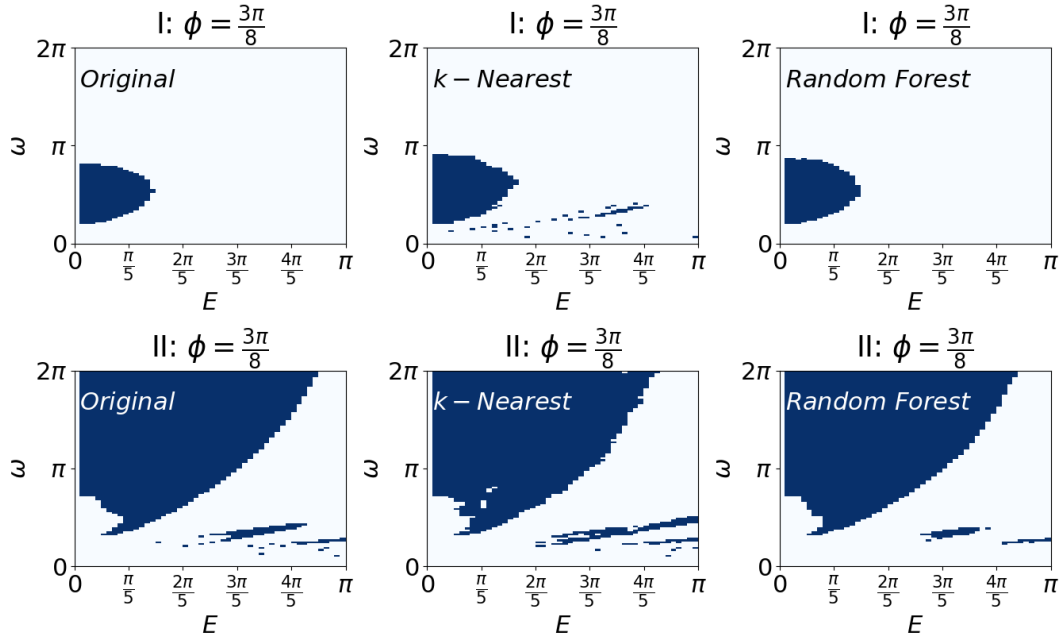 I: ϕ = 3π/8
I: ϕ = 3π/8
I: ϕ = 3π/8
2π
Original
ω
π
0
0 π/5 2π/5 3π/5 4π/5 π
E
2π
k − Nearest
ω
π
0
0 π/5 2π/5 3π/5 4π/5 π
E
2π
Random Forest
ω
π
0
0 π/5 2π/5 3π/5 4π/5 π
E
II: ϕ = 3π/8
II: ϕ = 3π/8
II: ϕ = 3π/8
2π
Original
ω
π
0
0 π/5 2π/5 3π/5 4π/5 π
E
2π
k − Nearest
ω
π
0
0 π/5 2π/5 3π/5 4π/5 π
E
2π
Random Forest
ω
π
0
0 π/5 2π/5 3π/5 4π/5 π
E